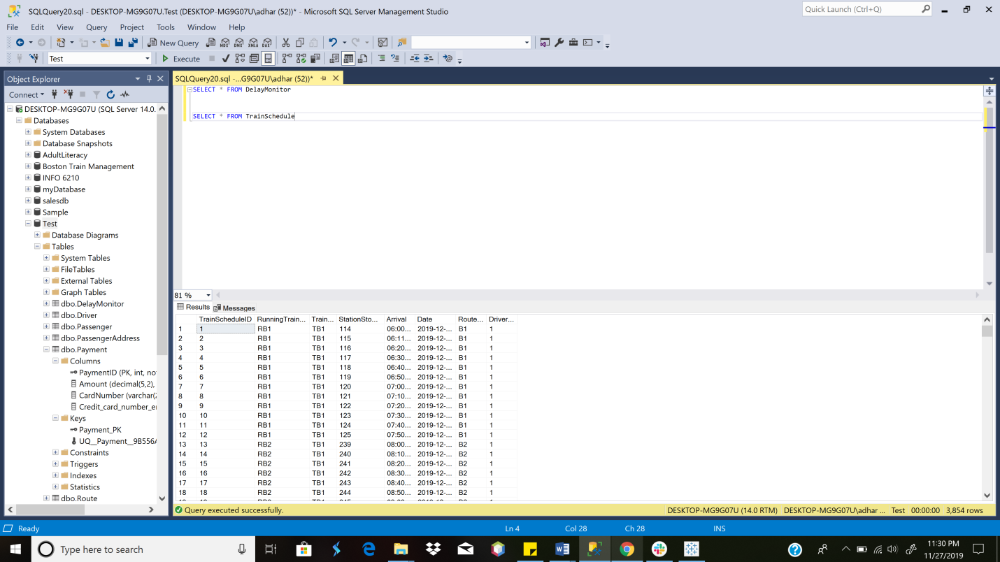 SQLQuery20.sql - DESKTOP-MG9G07U.Test (DESKTOP-MG9G07U\adhar (52))* - Microsoft SQL Server Management Studio
Quick Launch (Ctrl+Q)
File Edit View Query Project Tools Window Help
New Query
MDX DMX XMLA DAX
Test Execute
Object Explorer
SQLQuery20.sql -...G9G07U\adhar (52))*
Connect
DESKTOP-MG9G07U (SQL Server 14.0.
Databases
System Databases
Database Snapshots
AdultLiteracy
Boston Train Management
INFO 6210
myDatabase
salesdb
Sample
Test
Database Diagrams
Tables
System Tables
FileTables
External Tables
Graph Tables
dbo.DelayMonitor
dbo.Driver
dbo.Passenger
dbo.PassengerAddress
dbo.Payment
Columns
PaymentID (PK, int, no
Amount (decimal(5,2),
CardNumber (varchar(
Credit_card_number_e
Keys
Payment_PK
UQ__Payment__9B556A
Constraints
Triggers
Indexes
Statistics
dbo.Route
SELECT * FROM DelayMonitor
SELECT * FROM TrainSchedule
81 %
Results Messages
TrainScheduleID RunningTrain... Train... StationSto... Arrival Date Route... Driver...
1 1 RB1 TB1 114 06:00... 2019-12-... B1 1
2 2 RB1 TB1 115 06:11... 2019-12-... B1 1
3 3 RB1 TB1 116 06:20... 2019-12-... B1 1
4 4 RB1 TB1 117 06:30... 2019-12-... B1 1
5 5 RB1 TB1 118 06:40... 2019-12-... B1 1
6 6 RB1 TB1 119 06:50... 2019-12-... B1 1
7 7 RB1 TB1 120 07:00... 2019-12-... B1 1
8 8 RB1 TB1 121 07:10... 2019-12-... B1 1
9 9 RB1 TB1 122 07:20... 2019-12-... B1 1
10 10 RB1 TB1 123 07:30... 2019-12-... B1 1
11 11 RB1 TB1 124 07:40... 2019-12-... B1 1
12 12 RB1 TB1 125 07:50... 2019-12-... B1 1
13 13 RB2 TB1 239 08:00... 2019-12-... B2 1
14 14 RB2 TB1 240 08:10... 2019-12-... B2 1
15 15 RB2 TB1 241 08:20... 2019-12-... B2 1
16 16 RB2 TB1 242 08:30... 2019-12-... B2 1
17 17 RB2 TB1 243 08:40... 2019-12-... B2 1
18 18 RB2 TB1 244 08:50... 2019-12-... B2 1
Query executed successfully.
DESKTOP-MG9G07U (14.0 RTM) DESKTOP-MG9G07U\adhar ... Test 00:00:00 3,854 rows
Ready Ln 4 Col 28 Ch 28 INS
Type here to search
11:30 PM
11/27/2019